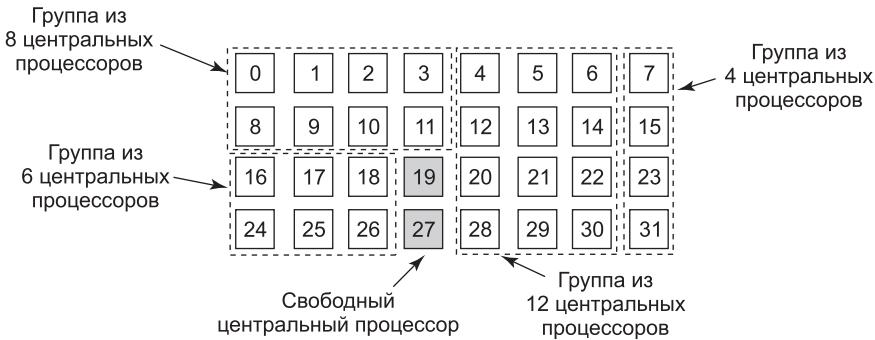 Группа из
8 центральных
процессоров
Группа из
4 центральных
процессоров
0 1 2 3 4 5 6 7
8 9 10 11 12 13 14 15
Группа из
6 центральных
процессоров
16 17 18 19 20 21 22 23
24 25 26 27 28 29 30 31
Свободный
центральный процессор
Группа из
12 центральных
процессоров